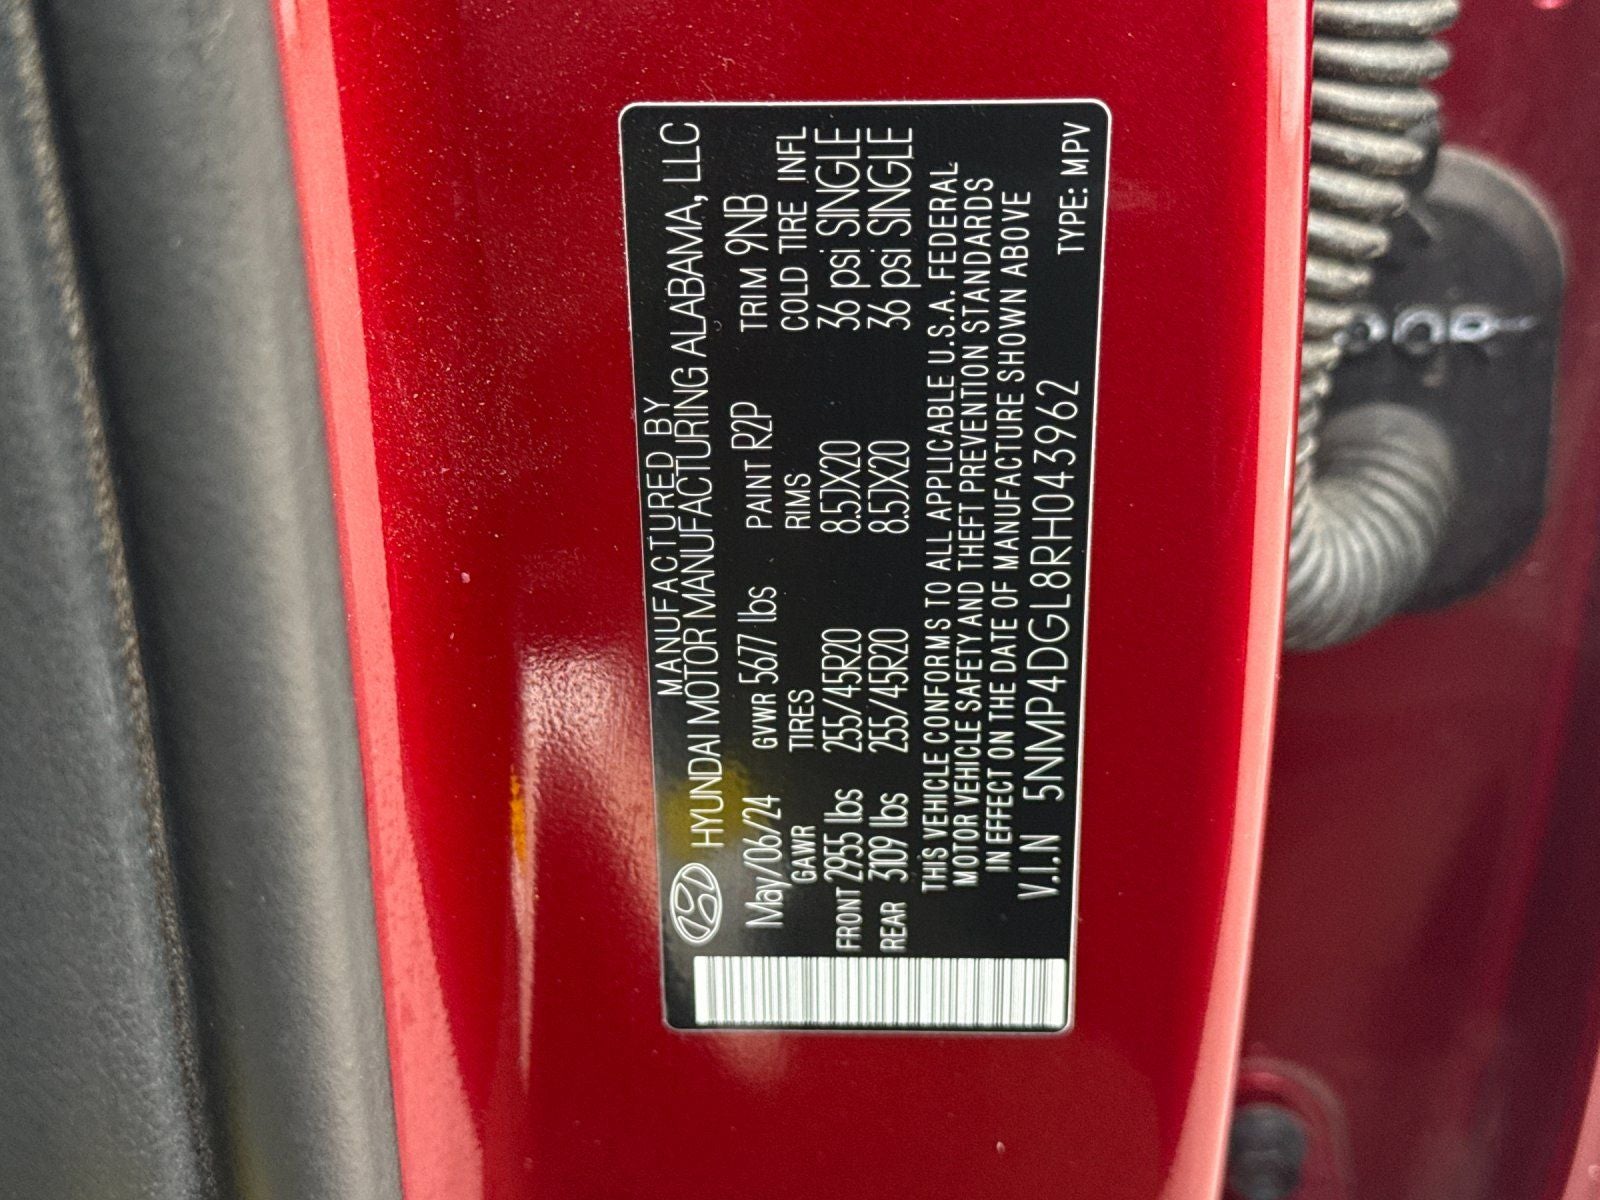 MANUFACTURED BY
HYUNDAI MOTOR MANUFACTURING ALABAMA, LLC
May/06/24 GVWR 5677 lbs PAINT R2P TRIM 9NB
GAWR TIRES RIMS COLD TIRE INFL
FRONT 2955 lbs 255/45R20 8.5JX20 36 psi SINGLE
REAR 3109 lbs 255/45R20 8.5JX20 36 psi SINGLE
THIS VEHICLE CONFORMS TO ALL APPLICABLE U.S.A. FEDERAL
MOTOR VEHICLE SAFETY AND THEFT PREVENTION STANDARDS
IN EFFECT ON THE DATE OF MANUFACTURE SHOWN ABOVE
V.I.N 5NMP4DGL8RH043962 TYPE: MPV